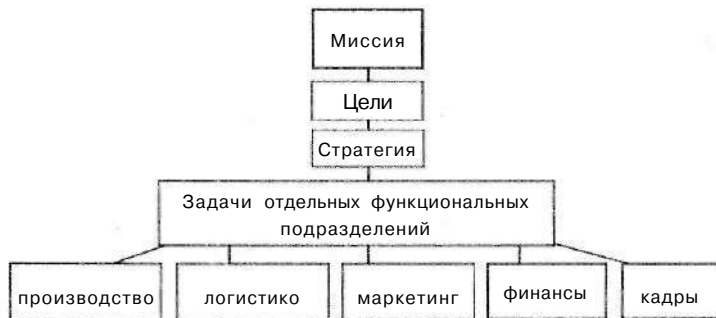 Миссия
Цели
Стратегия
Задачи отдельных функциональных
подразделений
производство
логистико
маркетинг
финансы
кадры